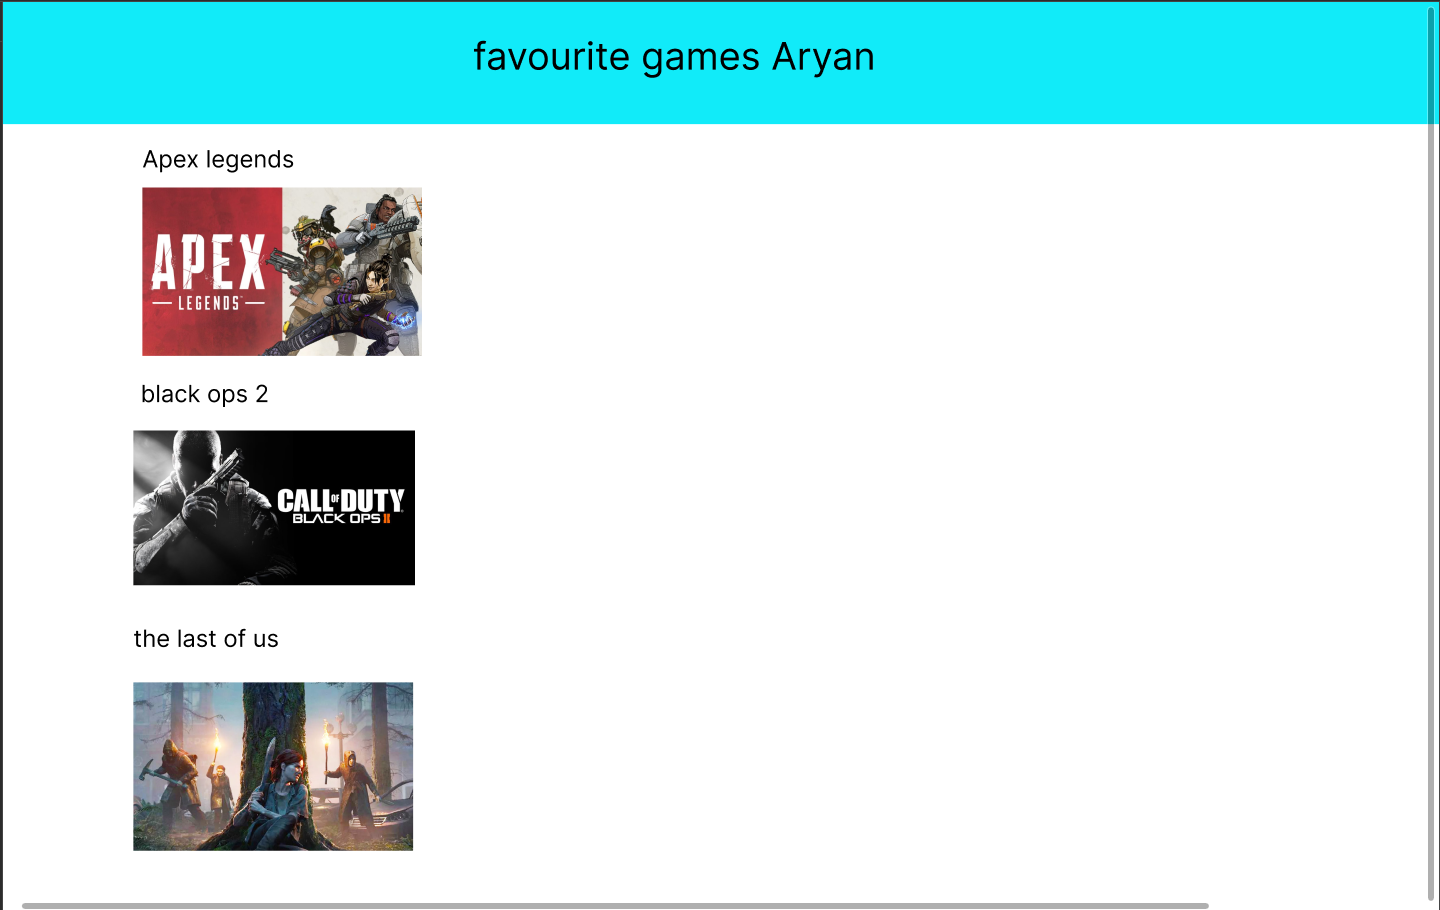 favourite games Aryan
Apex legends
APEX
LEGENDS
black ops 2
CALL OF DUTY
BLACK OPS II
the last of us